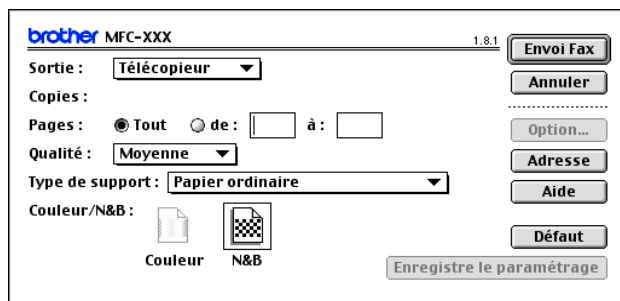 brother MFC-XXX 1.8.1
Envoi Fax
Sortie : Télécopieur
Annuler
Copies :
Pages : Tout de : à :
Option...
Qualité : Moyenne
Adresse
Type de support : Papier ordinaire
Aide
Couleur/N&B :
Couleur N&B
Défaut
Enregistre le paramétrage